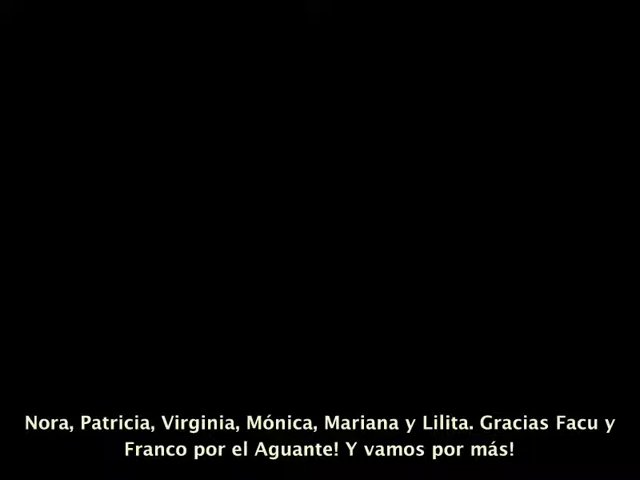 Nora, Patricia, Virginia, Mónica, Mariana y Lilita. Gracias Facu y
Franco por el Aguante! Y vamos por más!